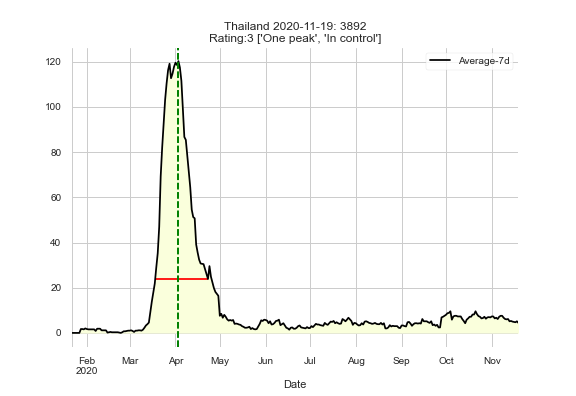 Thailand 2020-11-19: 3892
Rating:3 ['One peak', 'In control']
Average-7d
120
100
80
60
40
20
0
Feb Mar Apr May Jun Jul Aug Sep Oct Nov
2020
Date